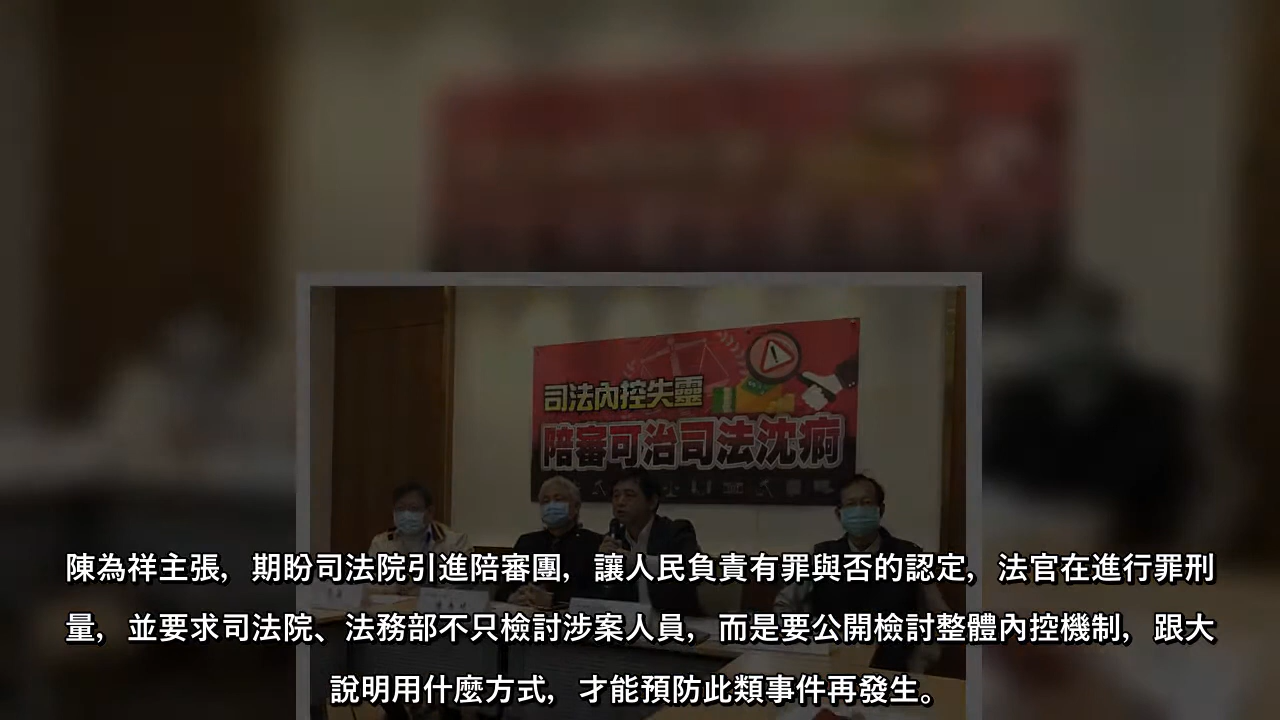 司法內控失靈
陪審可治司法沈痾
陳為祥主張，期盼司法院引進陪審團，讓人民負責有罪與否的認定，法官在進行罪刑
量，並要求司法院、法務部不只檢討涉案人員，而是要公開檢討整體內控機制，跟大
說明用什麼方式，才能預防此類事件再發生。